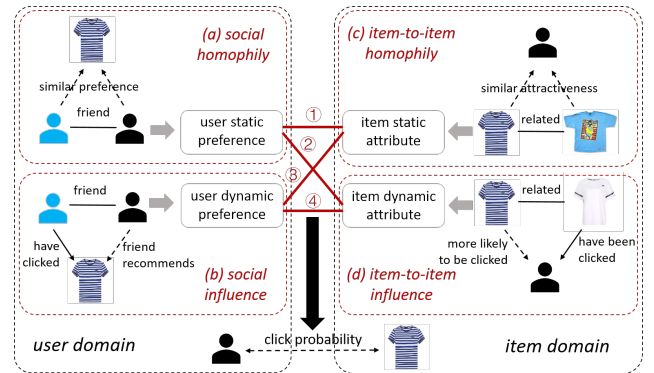 (a) social
homophily
similar preference
friend
user static
preference
①
②
③
④
(c) item-to-item
homophily
similar attractiveness
related
item static
attribute
friend
have
clicked
friend
recommends
user dynamic
preference
(b) social
influence
item dynamic
attribute
related
more likely
to be clicked
have been
clicked
(d) item-to-item
influence
user domain
click probability
item domain